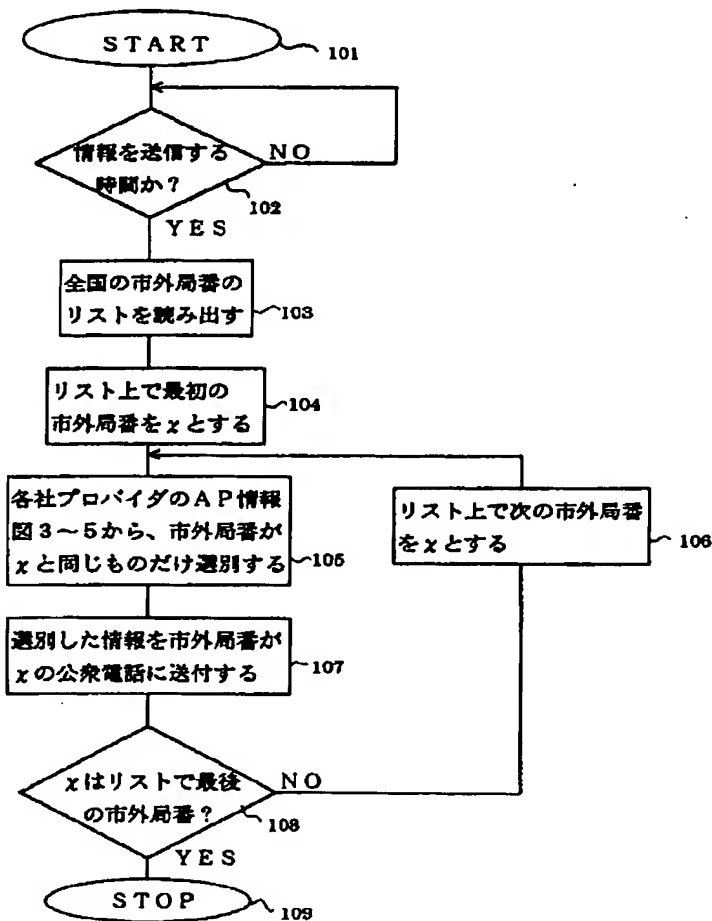 START
101
情報を送信する
時間か？
NO
102
YES
全国の市外局番の
リストを読み出す
103
リスト上で最初の
市外局番をχとする
104
各社プロバイダのAP情報
図3〜5から、市外局番が
χと同じものだけ選別する
105
リスト上で次の市外局番
をχとする
106
選別した情報を市外局番が
χの公衆電話に送付する
107
χはリストで最後
の市外局番？
NO
108
YES
STOP
109